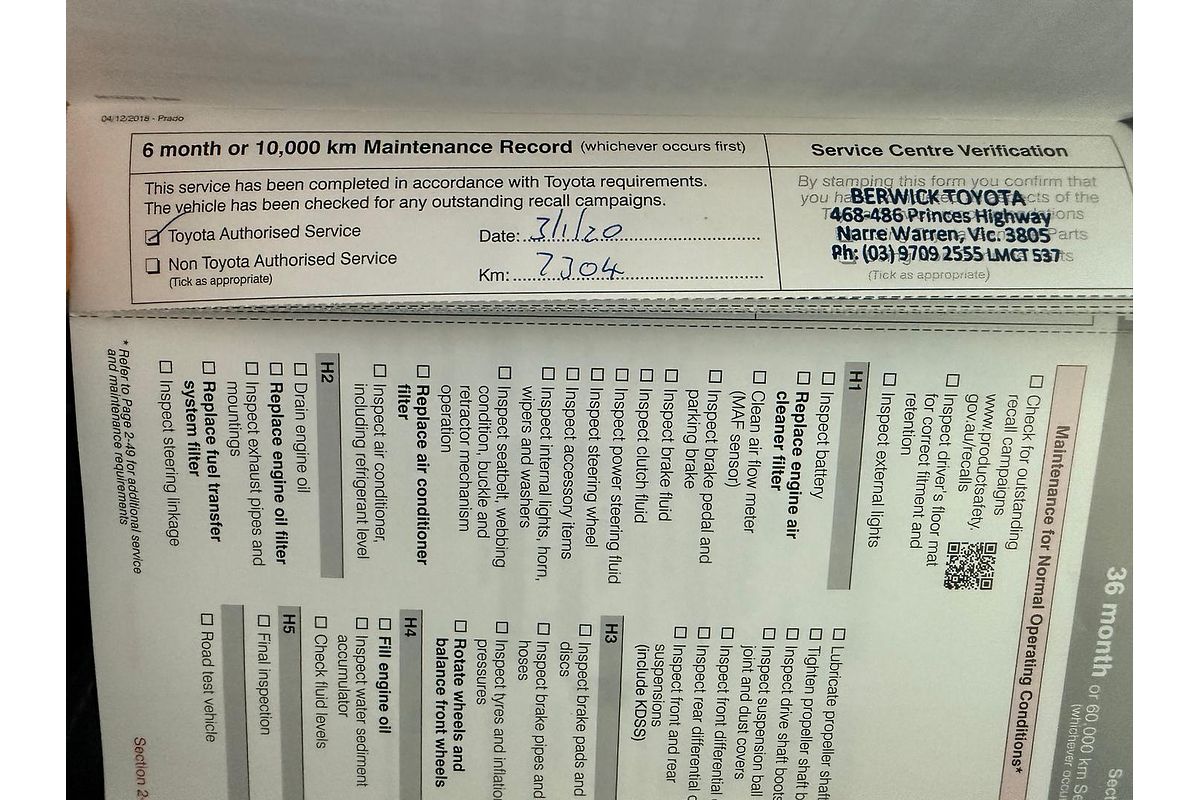 04/12/2018 - Prado
6 month or 10,000 km Maintenance Record (whichever occurs first)
This service has been completed in accordance with Toyota requirements.
The vehicle has been checked for any outstanding recall campaigns.
Toyota Authorised Service
Non Toyota Authorised Service
(Tick as appropriate)
Date: 3/1/20
Km: 7304
Service Centre Verification
By stamping this form you confirm that
BERWICK TOYOTA
468-486 Princes Highway
Narre Warren, Vic. 3805
Ph: (03) 9709 2555 LMCT 537
(Tick as appropriate)
36 month or 60,000 km
(whichever
Maintenance for Normal Operating Conditions*
Check for outstanding
recall campaigns
www.productsafety.
gov.au/recalls
Inspect driver's floor mat
for correct fitment and
retention
Inspect external lights
H1
Inspect battery
Replace engine air
cleaner filter
Clean air flow meter
(MAF sensor)
Inspect brake pedal and
parking brake
Inspect brake fluid
Inspect clutch fluid
Inspect power steering fluid
Inspect steering wheel
Inspect accessory items
Inspect internal lights, horn,
wipers and washers
Inspect seatbelt, webbing
condition, buckle and
retractor mechanism
operation
Replace air conditioner
filter
Inspect air conditioner,
including refrigerant level
H2
Drain engine oil
Replace engine oil filter
Inspect exhaust pipes and
mountings
Replace fuel transfer
system filter
Inspect steering linkage
* Refer to Page 2-49 for additional service
and maintenance requirements
Lubricate propeller shaft
Tighten propeller shaft
Inspect drive shaft boots
Inspect suspension ball
joint and dust covers
Inspect front differential
Inspect rear differential
Inspect front and rear
suspensions
(include KDSS)
H3
Inspect brake pads and
discs
Inspect brake pipes and
hoses
Inspect tyres and inflation
pressures
Rotate wheels and
balance front wheels
H4
Fill engine oil
Inspect water sediment
accumulator
Check fluid levels
H5
Final inspection
Road test vehicle
Section 2-